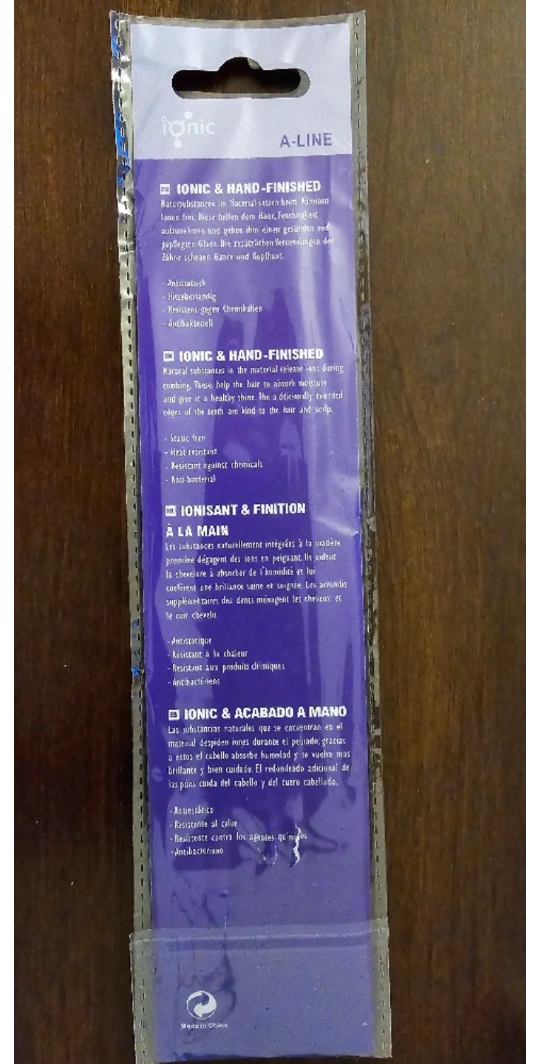 ionic
A-LINE
DE IONIC & HAND-FINISHED
Natursubstanzen im Material setzen beim Kämmen
Ionen frei. Diese helfen dem Haar, Feuchtigkeit
aufzunehmen und geben ihm einen gesunden und
gepflegten Glanz. Die zusätzlichen Verrundungen der
Zähne schonen Haare und Kopfhaut.
- Antistatisch
- Hitzebeständig
- Resistent gegen Chemikalien
- Antibakteriell
IONIC & HAND-FINISHED
Natural substances in the material release ions during
combing. These help the hair to absorb moisture
and give it a healthy shine. The additionally rounded
edges of the teeth are kind to the hair and scalp.
- Static free
- Heat resistant
- Resistant against chemicals
- Anti-bacterial
IONISANT & FINITION
À LA MAIN
Les substances naturellement intégrées à la matière
première dégagent des ions en peignant. Ils aident
la chevelure à absorber de l'humidité et lui
confèrent une brillance saine et soignée. Les arrondis
supplémentaires des dents ménagent les cheveux et
le cuir chevelu.
- Antistatique
- Résistant à la chaleur
- Resistant aux produits chimiques
- Antibactériens
ES IONIC & ACABADO A MANO
Las substancias naturales que se encuentran en el
material despiden iones durante el peinado; gracias
a estos el cabello absorbe humedad y se vuelve mas
brillante y bien cuidado. El redondeado adicional de
las púas cuida del cabello y del cuero cabelludo.
- Antiestático
- Resistente al calor
- Resistente contra los agentes químicos
- Antibacteriano
Made in China